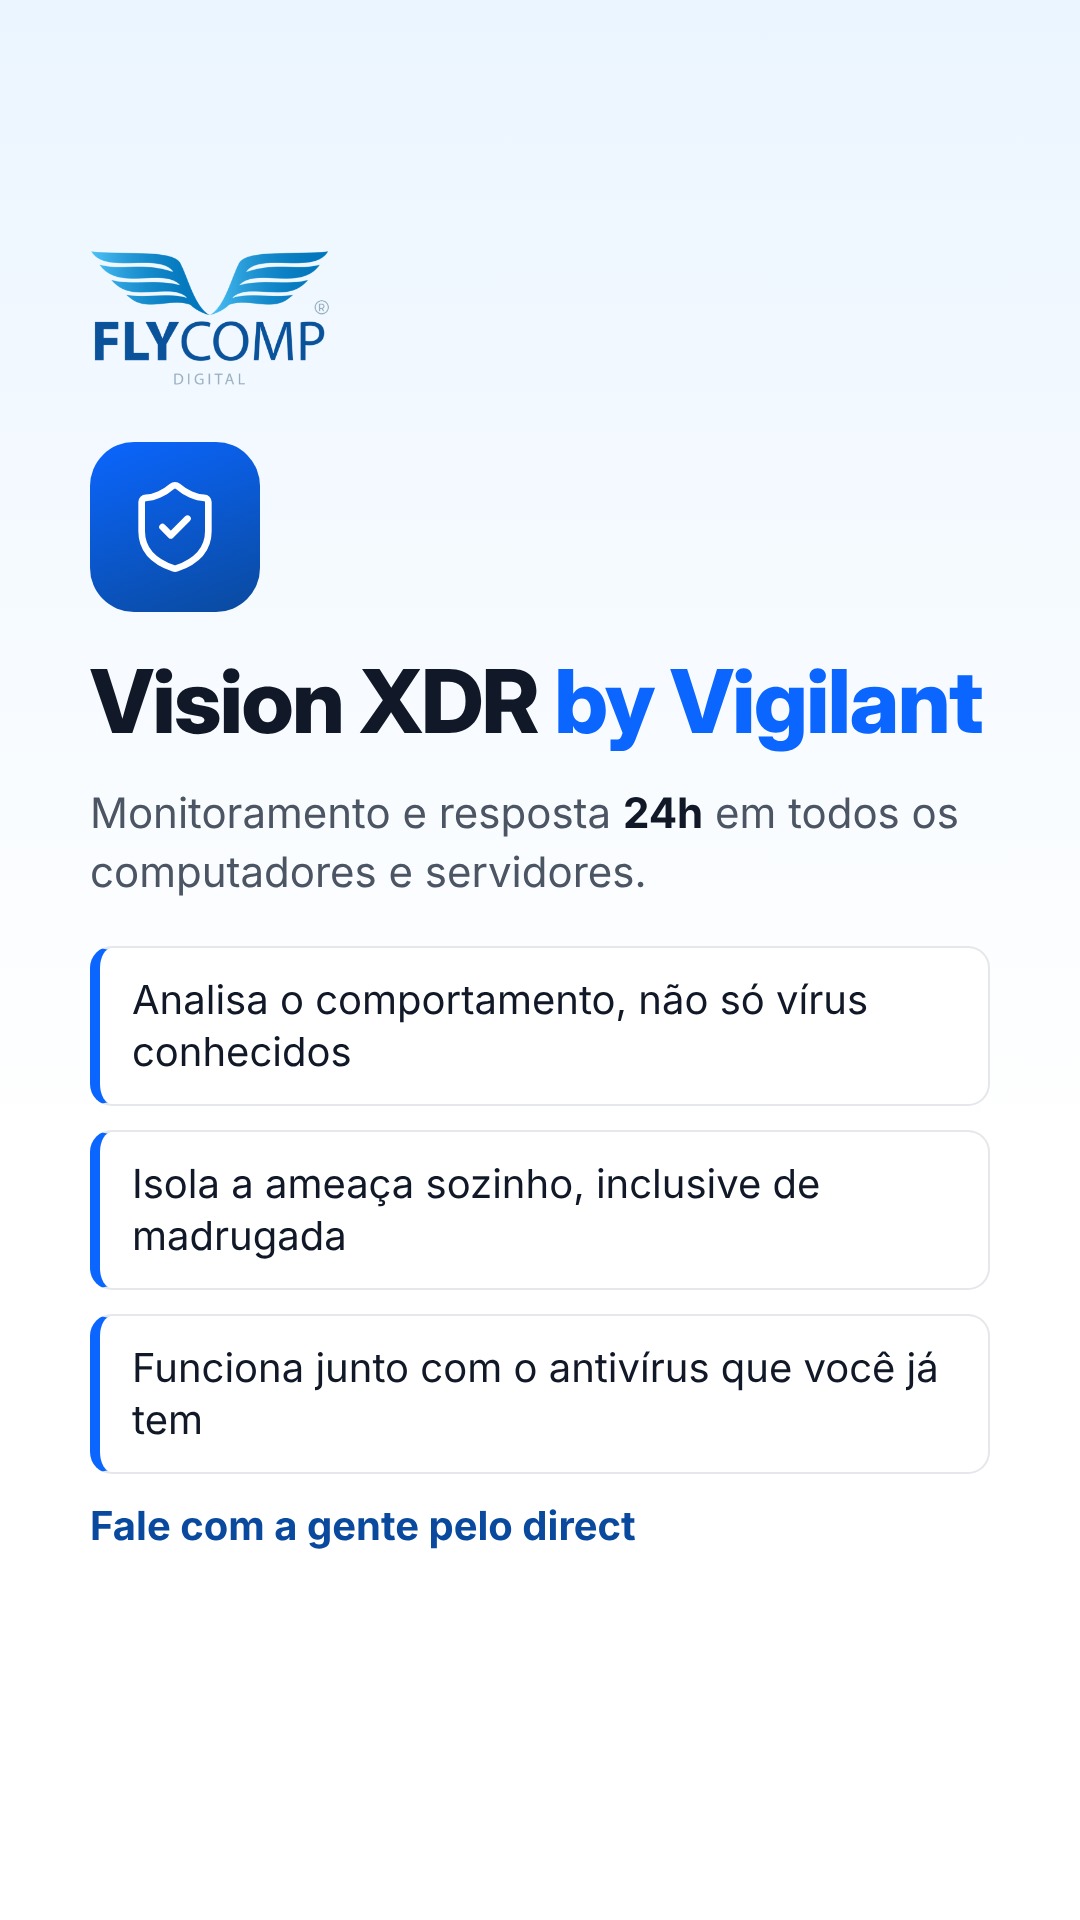 FLYCOMP®
DIGITAL
Vision XDR by Vigilant
Monitoramento e resposta 24h em todos os
computadores e servidores.
Analisa o comportamento, não só vírus
conhecidos
Isola a ameaça sozinho, inclusive de
madrugada
Funciona junto com o antivírus que você já
tem
Fale com a gente pelo direct